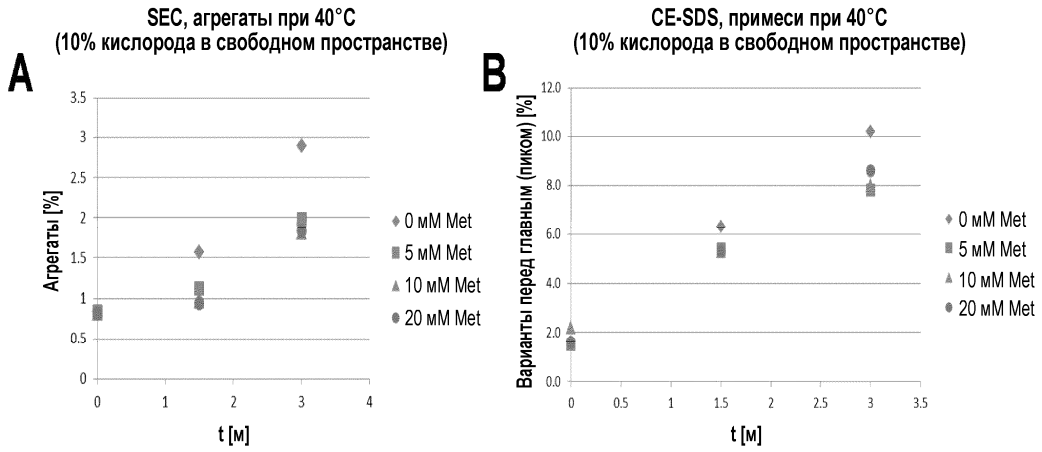 SEC, агрегаты при 40°C
(10% кислорода в свободном пространстве)
A
Агрегаты [%]
3.5
3
2.5
2
1.5
1
0.5
0
0
1
2
3
4
t [м]
0 мМ Met
5 мМ Met
10 мМ Met
20 мМ Met
CE-SDS, примеси при 40°C
(10% кислорода в свободном пространстве)
B
Варианты перед главным (пиком) [%]
12.0
10.0
8.0
6.0
4.0
2.0
0.0
0
0.5
1
1.5
2
2.5
3
3.5
t [м]
0 мМ Met
5 мМ Met
10 мМ Met
20 мМ Met